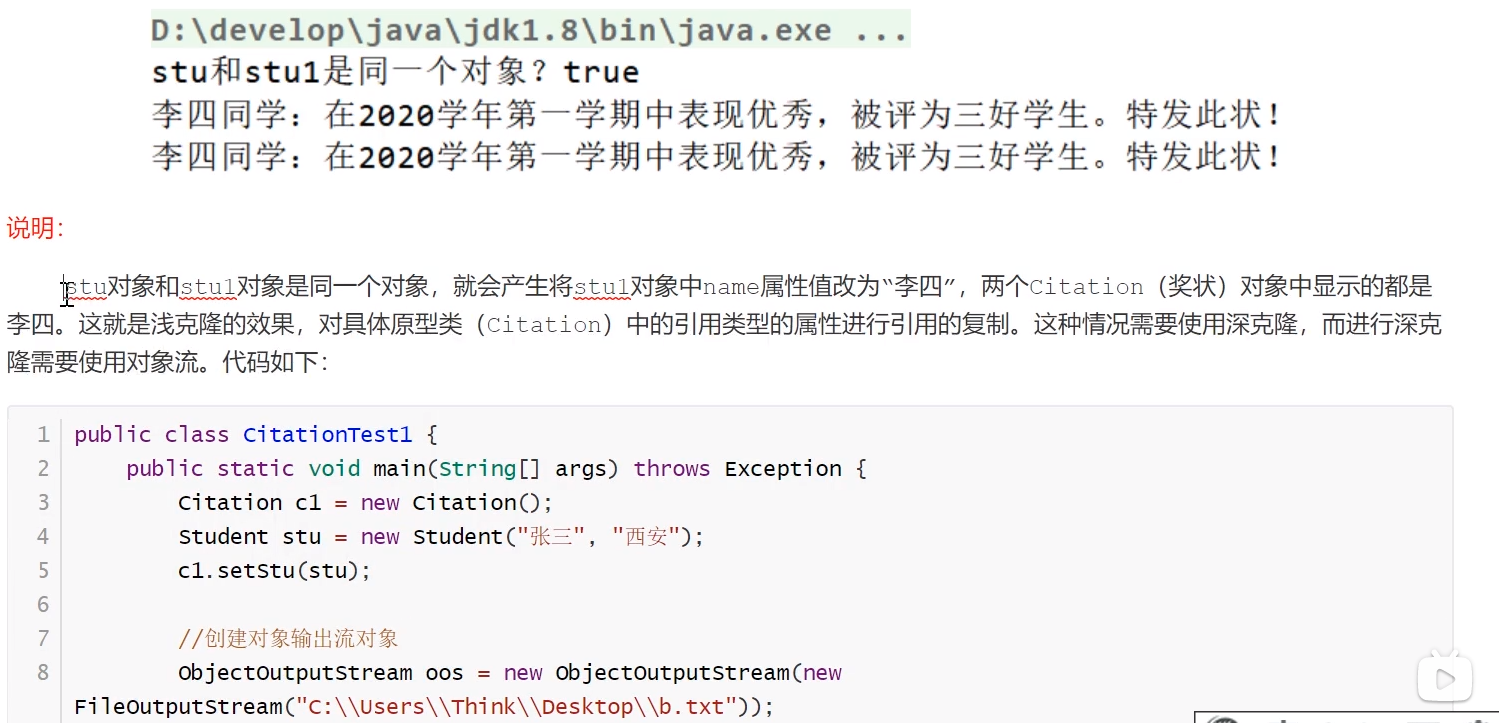 D:\develop\java\jdk1.8\bin\java.exe ...
stu和stu1是同一个对象？true
李四同学：在2020学年第一学期中表现优秀，被评为三好学生。特发此状！
李四同学：在2020学年第一学期中表现优秀，被评为三好学生。特发此状！
说明：
stu对象和stu1对象是同一个对象，就会产生将stu1对象中name属性值改为“李四”，两个Citation（奖状）对象中显示的都是
李四。这就是浅克隆的效果，对具体原型类（Citation）中的引用类型的属性进行引用的复制。这种情况需要使用深克隆，而进行深克
隆需要使用对象流。代码如下：
1 public class CitationTest1 {
2 public static void main(String[] args) throws Exception {
3 Citation c1 = new Citation();
4 Student stu = new Student("张三", "西安");
5 c1.setStu(stu);
6
7 //创建对象输出流对象
8 ObjectOutputStream oos = new ObjectOutputStream(new
FileOutputStream("C:\\Users\\Think\\Desktop\\b.txt"));